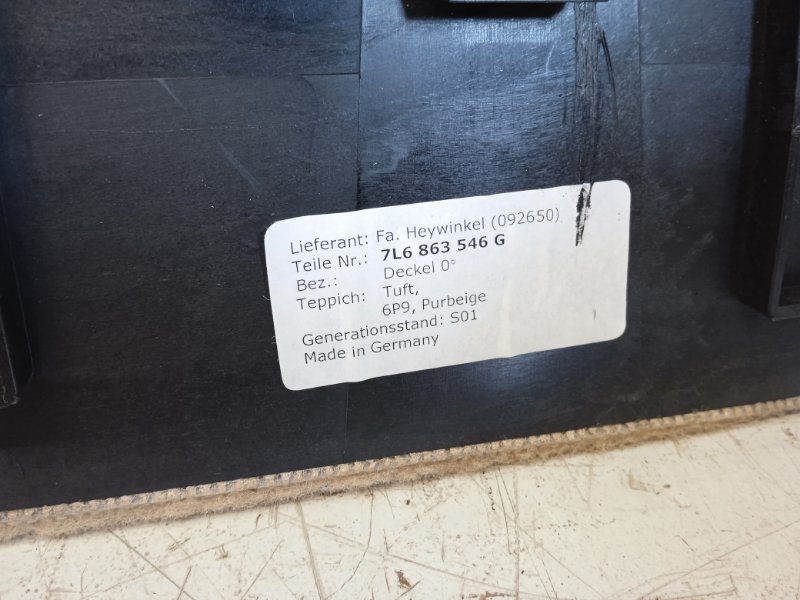 Lieferant: Fa. Heywinkel (092650)
Teile Nr.: 7L6 863 546 G
Bez.: Deckel 0°
Teppich: Tuft,
6P9, Purbeige
Generationsstand: S01
Made in Germany